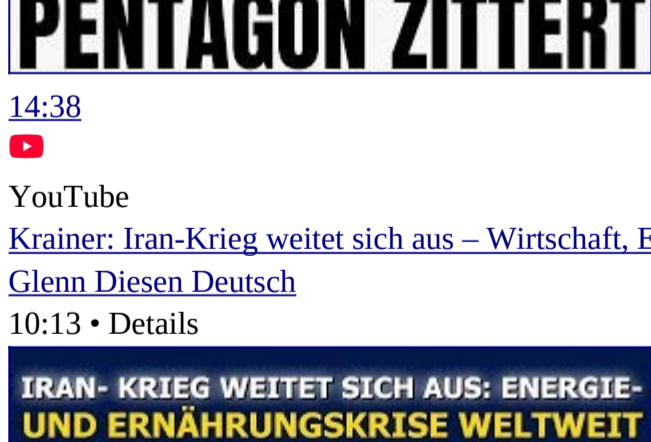 PENTAGON ZITTERT
14:38
YouTube
Krainer: Iran-Krieg weitet sich aus – Wirtschaft, E
Glenn Diesen Deutsch
10:13 • Details
IRAN- KRIEG WEITET SICH AUS: ENERGIE-
UND ERNÄHRUNGSKRISE WELTWEIT